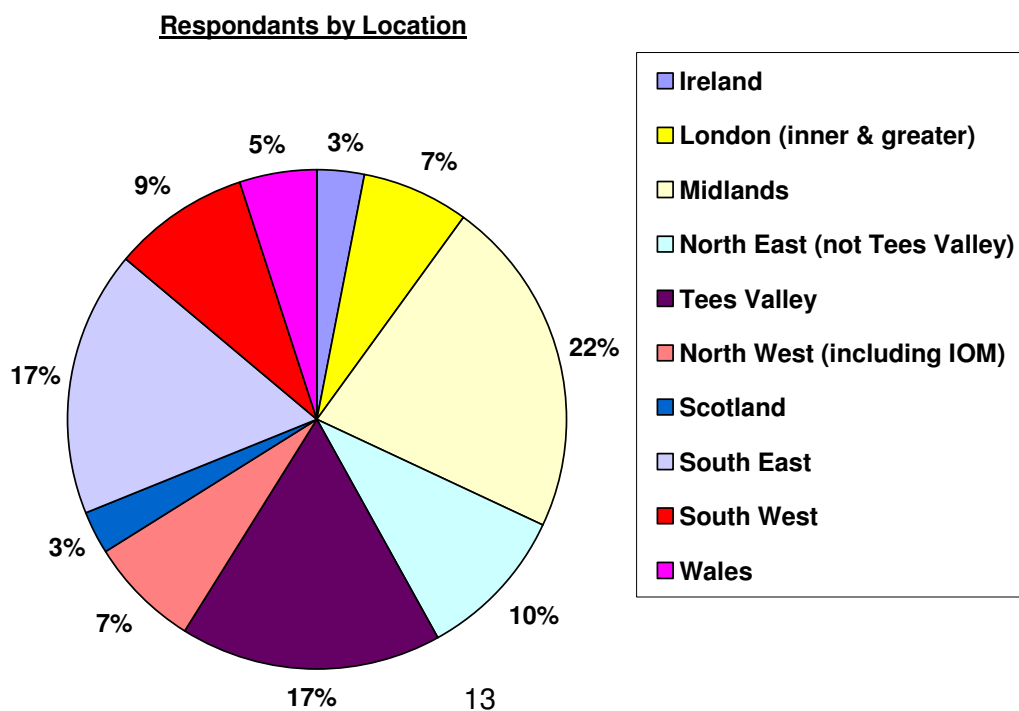 Respondants by Location
3%
7%
22%
10%
17%
7%
3%
17%
9%
5%
Ireland
London (inner & greater)
Midlands
North East (not Tees Valley)
Tees Valley
North West (including IOM)
Scotland
South East
South West
Wales
13